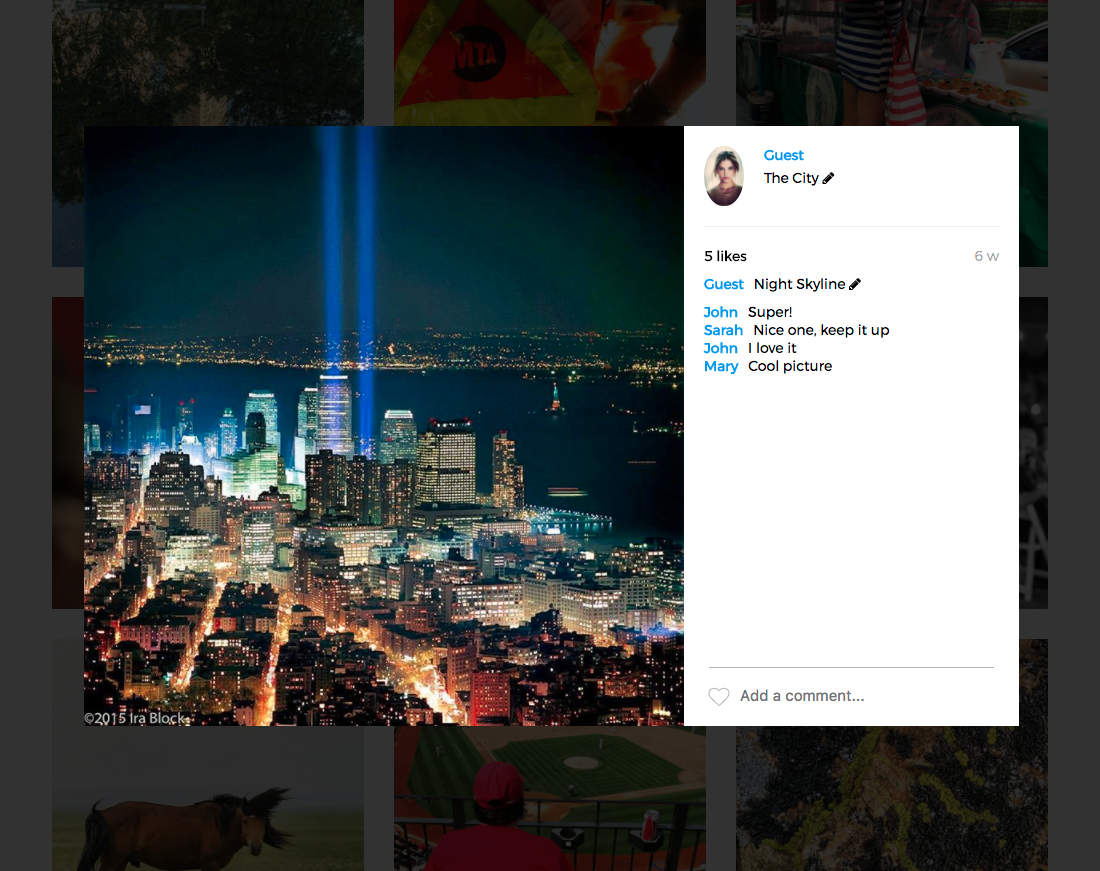 MTA
Guest
The City
5 likes 6 w
Guest Night Skyline
John Super!
Sarah Nice one, keep it up
John I love it
Mary Cool picture
Add a comment...
©2015 Ira Block